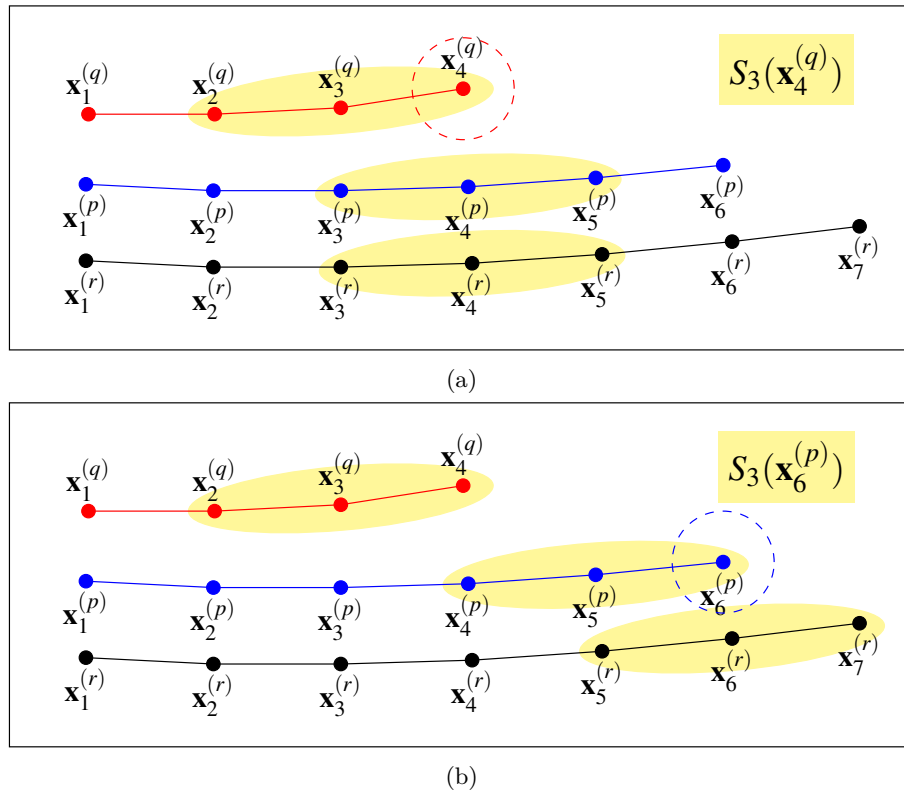 x_1^{(q)} x_2^{(q)} x_3^{(q)} x_4^{(q)} S_3(x_4^{(q)})
x_1^{(p)} x_2^{(p)} x_3^{(p)} x_4^{(p)} x_5^{(p)} x_6^{(p)}
x_1^{(r)} x_2^{(r)} x_3^{(r)} x_4^{(r)} x_5^{(r)} x_6^{(r)} x_7^{(r)}
(a)
x_1^{(q)} x_2^{(q)} x_3^{(q)} x_4^{(q)} S_3(x_6^{(p)})
x_1^{(p)} x_2^{(p)} x_3^{(p)} x_4^{(p)} x_5^{(p)} x_6^{(p)}
x_1^{(r)} x_2^{(r)} x_3^{(r)} x_4^{(r)} x_5^{(r)} x_6^{(r)} x_7^{(r)}
(b)